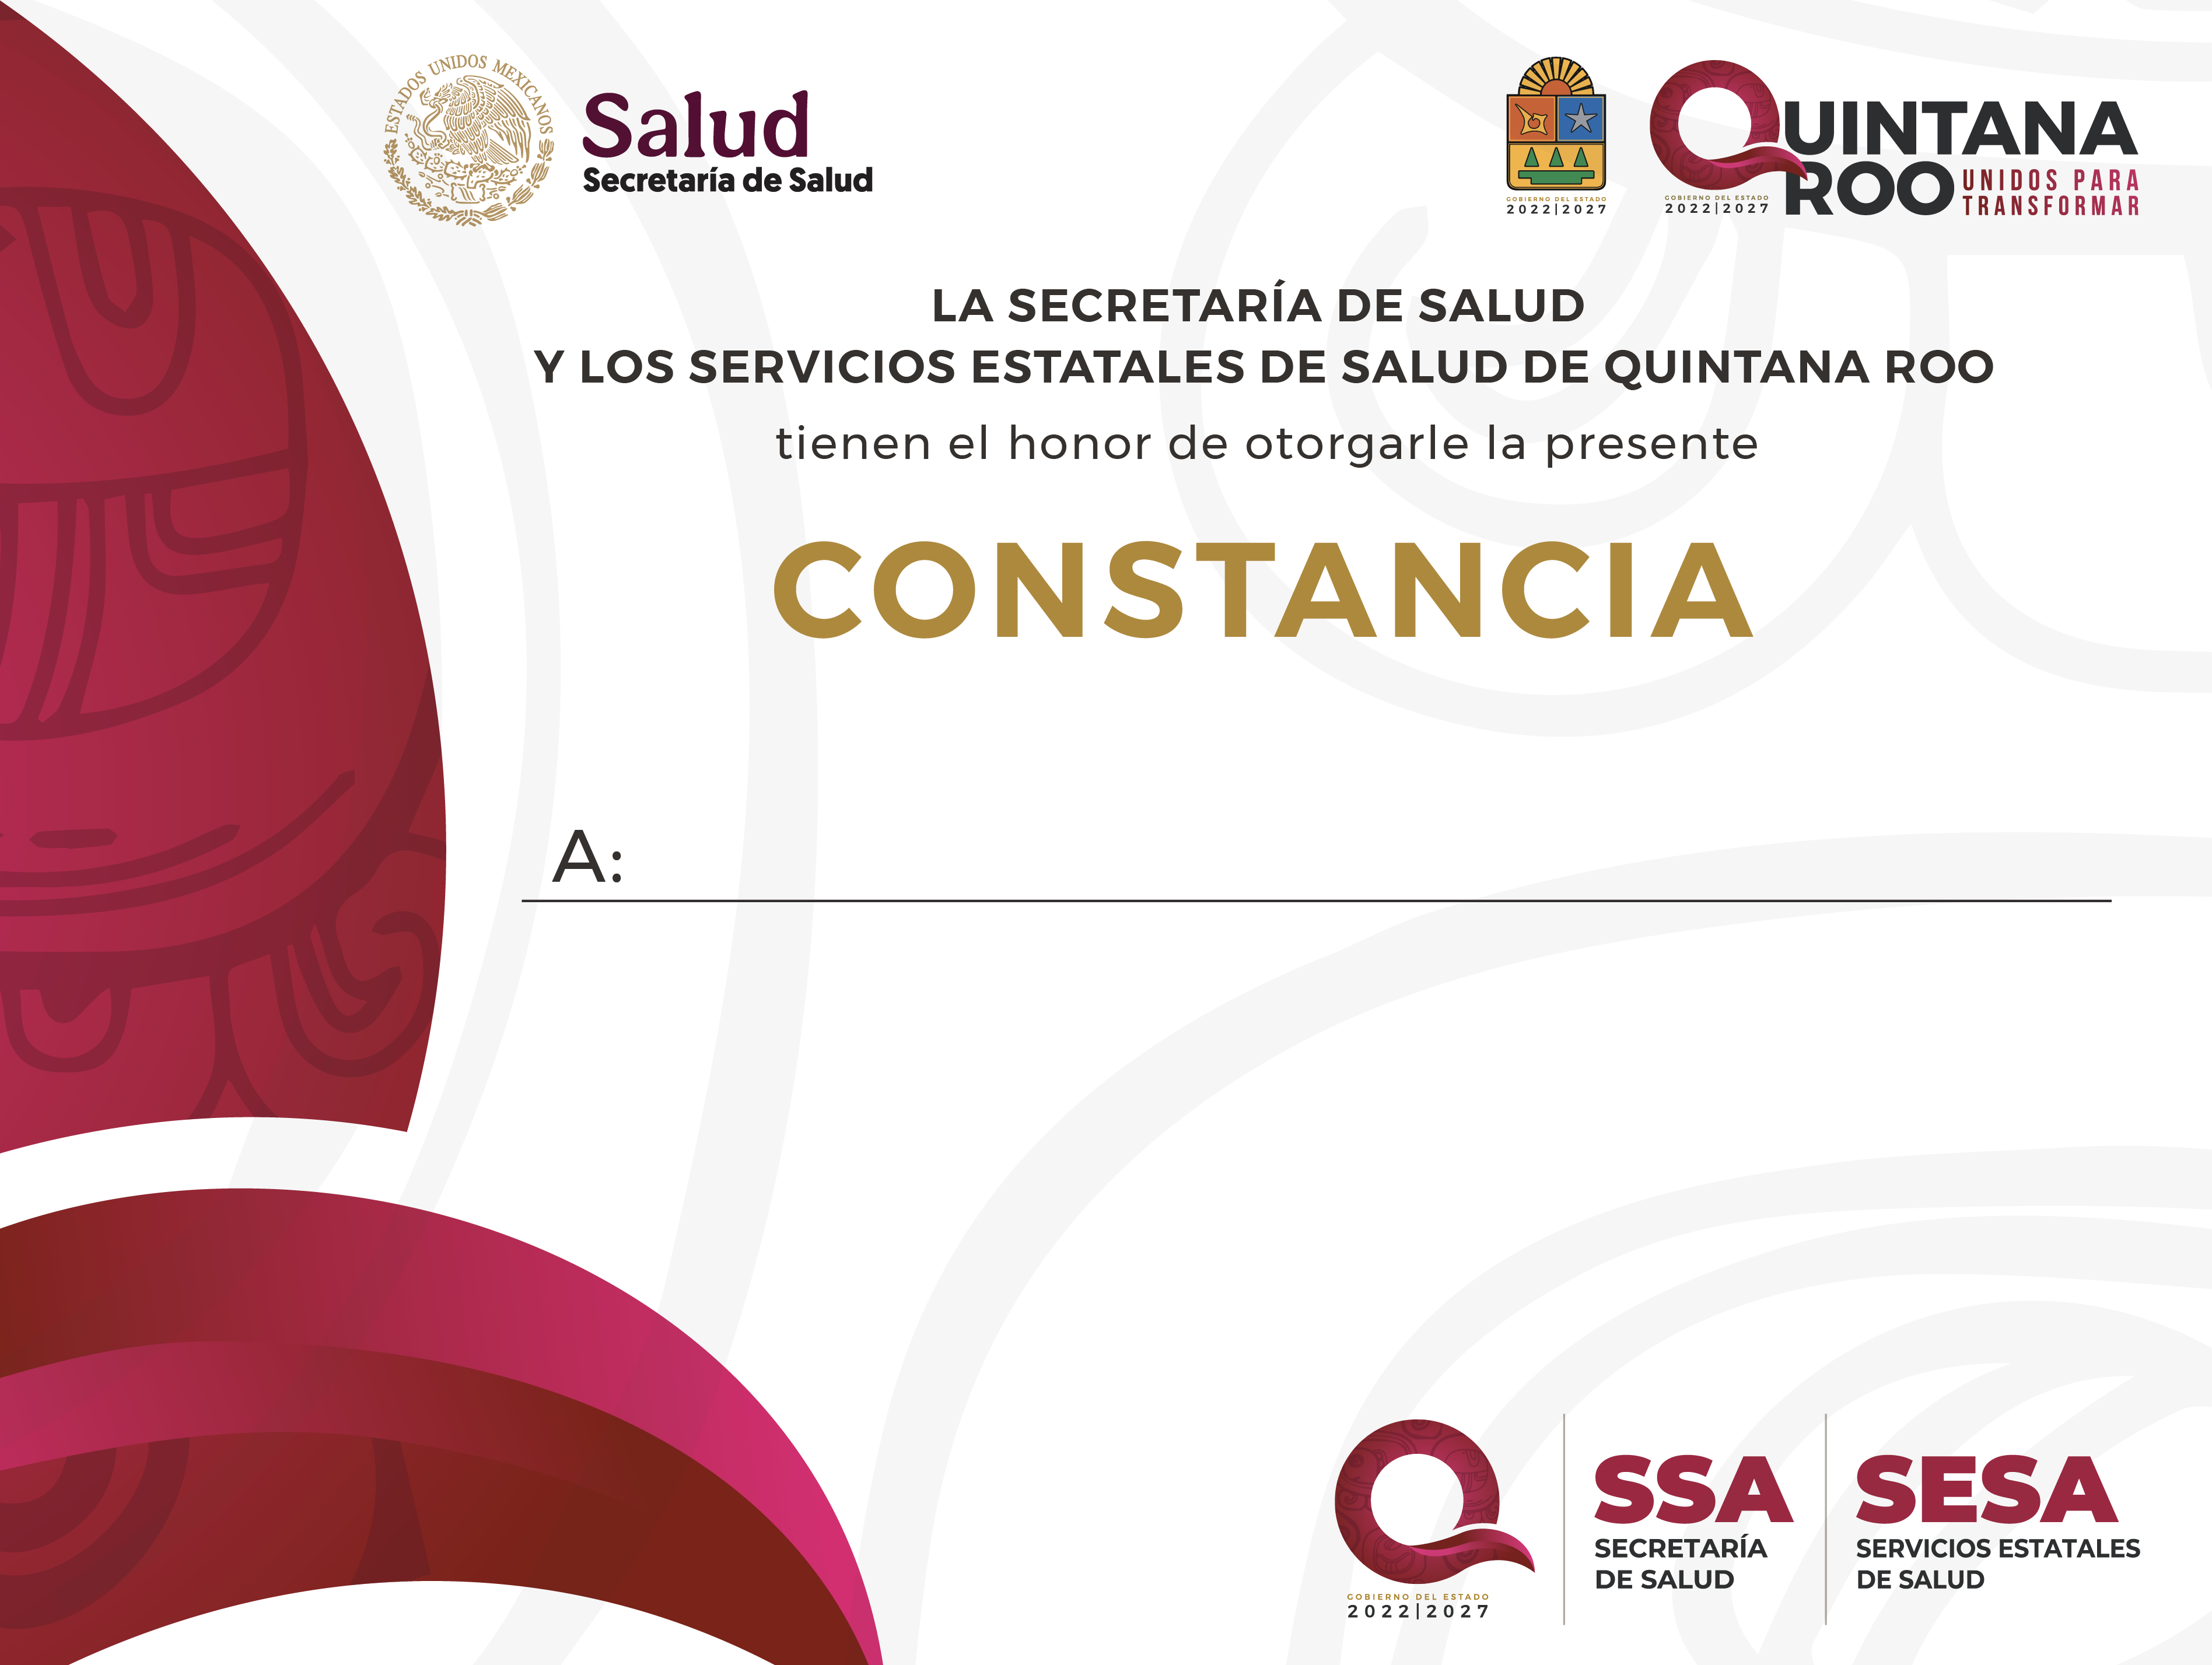 ESTADOS UNIDOS MEXICANOS
Salud
Secretaría de Salud
GOBIERNO DEL ESTADO
2022|2027
GOBIERNO DEL ESTADO
2022|2027
QUINTANA
ROO
UNIDOS PARA
TRANSFORMAR
LA SECRETARÍA DE SALUD
Y LOS SERVICIOS ESTATALES DE SALUD DE QUINTANA ROO
tienen el honor de otorgarle la presente
CONSTANCIA
A:
GOBIERNO DEL ESTADO
2022|2027
SSA
SECRETARÍA
DE SALUD
SESA
SERVICIOS ESTATALES
DE SALUD